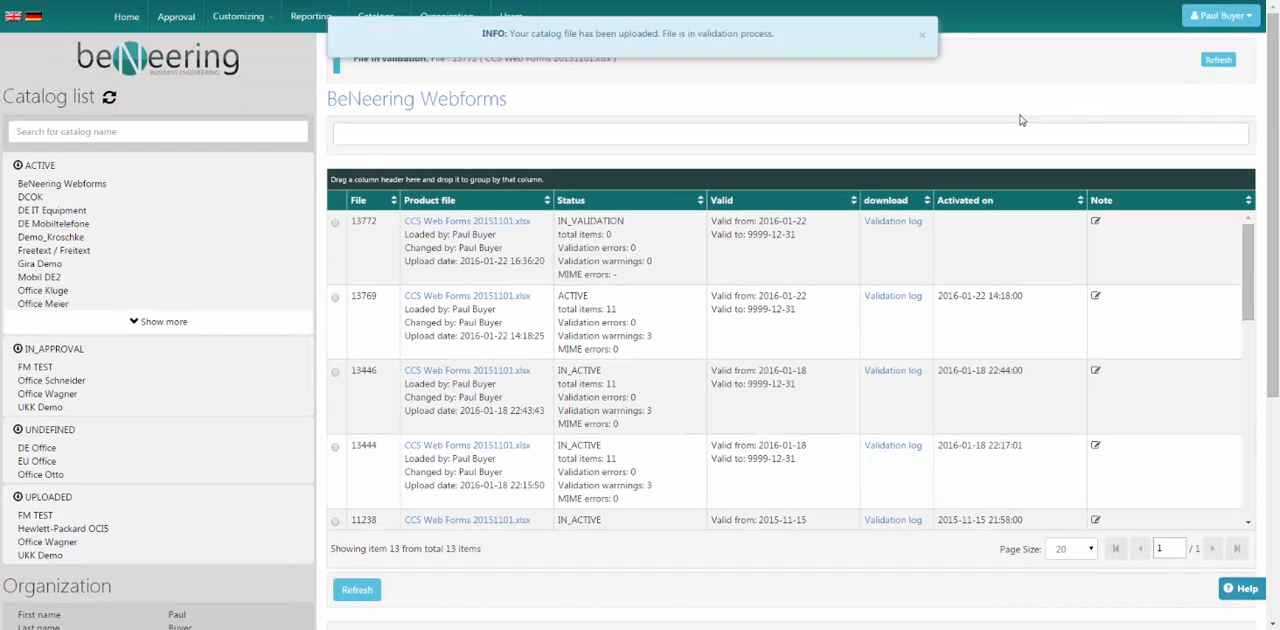 Home Approval Customizing Reporting Catalogs Organization Users
Paul Buyer
INFO: Your catalog file has been uploaded. File is in validation process. ×
File in validation. File : 13772 ( CCS Web Forms 20151101.xlsx )
Refresh
beNeering
BUSINESS ENGINEERING
Catalog list
Search for catalog name
ACTIVE
BeNeering Webforms
DCOK
DE IT Equipment
DE Mobiltelefone
Demo_Kroschke
Freetext / Freitext
Gira Demo
Mobil DE2
Office Kluge
Office Meier
Show more
IN_APPROVAL
FM TEST
Office Schneider
Office Wagner
UKK Demo
UNDEFINED
DE Office
EU Office
Office Otto
UPLOADED
FM TEST
Hewlett-Packard OCI5
Office Wagner
UKK Demo
Organization
First name Paul
Last name Buyer
BeNeering Webforms
Drag a column header here and drop it to group by that column.
File Product file Status Valid download Activated on Note
13772 CCS Web Forms 20151101.xlsx IN_VALIDATION Valid from: 2016-01-22 Validation log
Loaded by: Paul Buyer total items: 0 Valid to: 9999-12-31
Changed by: Paul Buyer Validation errors: 0
Upload date: 2016-01-22 16:36:20 Validation warrnings: 0
MIME errors: -
13769 CCS Web Forms 20151101.xlsx ACTIVE Valid from: 2016-01-22 Validation log 2016-01-22 14:18:00
Loaded by: Paul Buyer total items: 11 Valid to: 9999-12-31
Changed by: Paul Buyer Validation errors: 0
Upload date: 2016-01-22 14:18:25 Validation warrnings: 3
MIME errors: 0
13446 CCS Web Forms 20151101.xlsx IN_ACTIVE Valid from: 2016-01-18 Validation log 2016-01-18 22:44:00
Loaded by: Paul Buyer total items: 11 Valid to: 9999-12-31
Changed by: Paul Buyer Validation errors: 0
Upload date: 2016-01-18 22:43:43 Validation warrnings: 3
MIME errors: 0
13444 CCS Web Forms 20151101.xlsx IN_ACTIVE Valid from: 2016-01-18 Validation log 2016-01-18 22:17:01
Loaded by: Paul Buyer total items: 11 Valid to: 9999-12-31
Changed by: Paul Buyer Validation errors: 0
Upload date: 2016-01-18 22:15:50 Validation warrnings: 3
MIME errors: 0
11238 CCS Web Forms 20151101.xlsx IN_ACTIVE Valid from: 2015-11-15 Validation log 2015-11-15 21:58:00
Showing item 13 from total 13 items
Page Size: 20 1 / 1
Refresh
Help